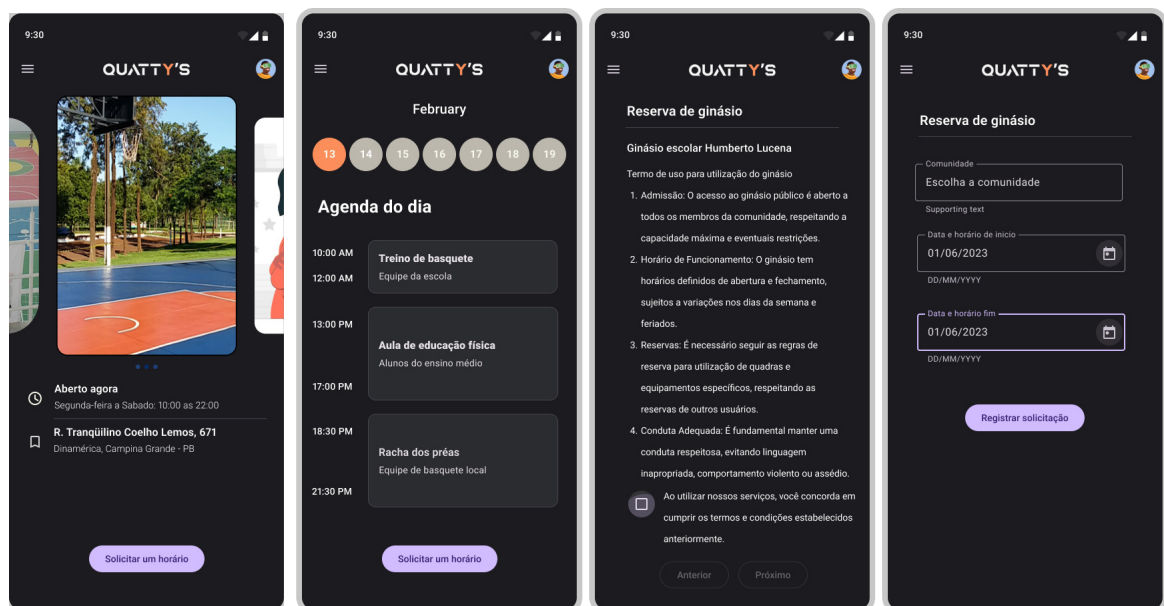 9:30
QUATTY'S
Aberto agora
Segunda-feira a Sabado: 10:00 as 22:00
R. Tranqüilino Coelho Lemos, 671
Dinamérica, Campina Grande - PB
Solicitar um horário
9:30
QUATTY'S
February
13 14 15 16 17 18 19
Agenda do dia
10:00 AM
12:00 AM
Treino de basquete
Equipe da escola
13:00 PM
17:00 PM
Aula de educação física
Alunos do ensino médio
18:30 PM
21:30 PM
Racha dos préas
Equipe de basquete local
Solicitar um horário
9:30
QUATTY'S
Reserva de ginásio
Ginásio escolar Humberto Lucena
Termo de uso para utilização do ginásio
1. Admissão: O acesso ao ginásio público é aberto a
todos os membros da comunidade, respeitando a
capacidade máxima e eventuais restrições.
2. Horário de Funcionamento: O ginásio tem
horários definidos de abertura e fechamento,
sujeitos a variações nos dias da semana e
feriados.
3. Reservas: É necessário seguir as regras de
reserva para utilização de quadras e
equipamentos específicos, respeitando as
reservas de outros usuários.
4. Conduta Adequada: É fundamental manter uma
conduta respeitosa, evitando linguagem
inapropriada, comportamento violento ou assédio.
Ao utilizar nossos serviços, você concorda em
cumprir os termos e condições estabelecidos
anteriormente.
Anterior Próximo
9:30
QUATTY'S
Reserva de ginásio
Comunidade
Escolha a comunidade
Supporting text
Data e horário de inicio
01/06/2023
DD/MM/YYYY
Data e horário fim
01/06/2023
DD/MM/YYYY
Registrar solicitação